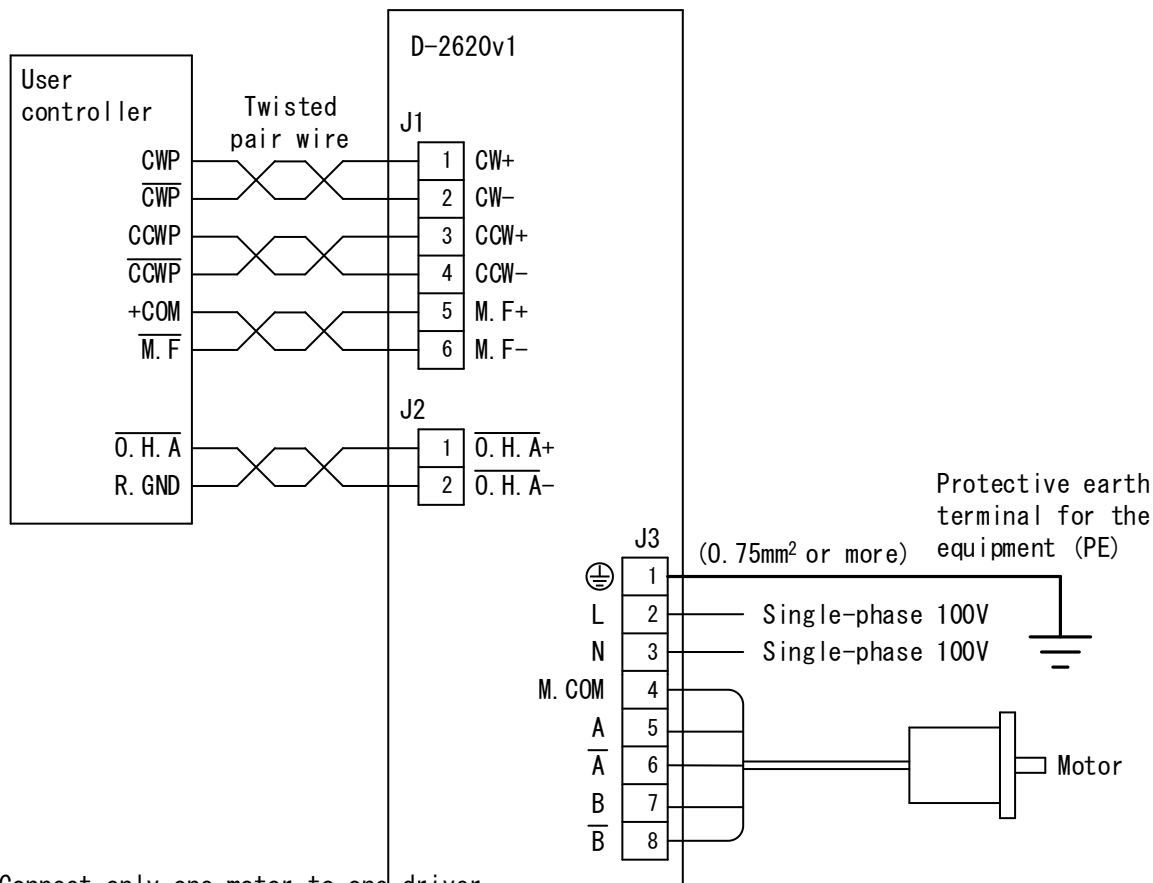 D-2620v1
User
controller
Twisted
pair wire
J1
CWP 1 CW+
C̅W̅P̅ 2 CW-
CCWP 3 CCW+
C̅C̅W̅P̅ 4 CCW-
+COM 5 M.F+
M̅.̅F̅ 6 M.F-
J2
O̅.̅H̅.̅A̅ 1 O̅.̅H̅.̅A̅+
R.GND 2 O̅.̅H̅.̅A̅-
Protective earth
terminal for the
equipment (PE)
J3
(0.75mm² or more)
1
L 2 Single-phase 100V
N 3 Single-phase 100V
M.COM 4
A 5
A̅ 6
B 7
B̅ 8
Motor
Connect only one motor to one driver